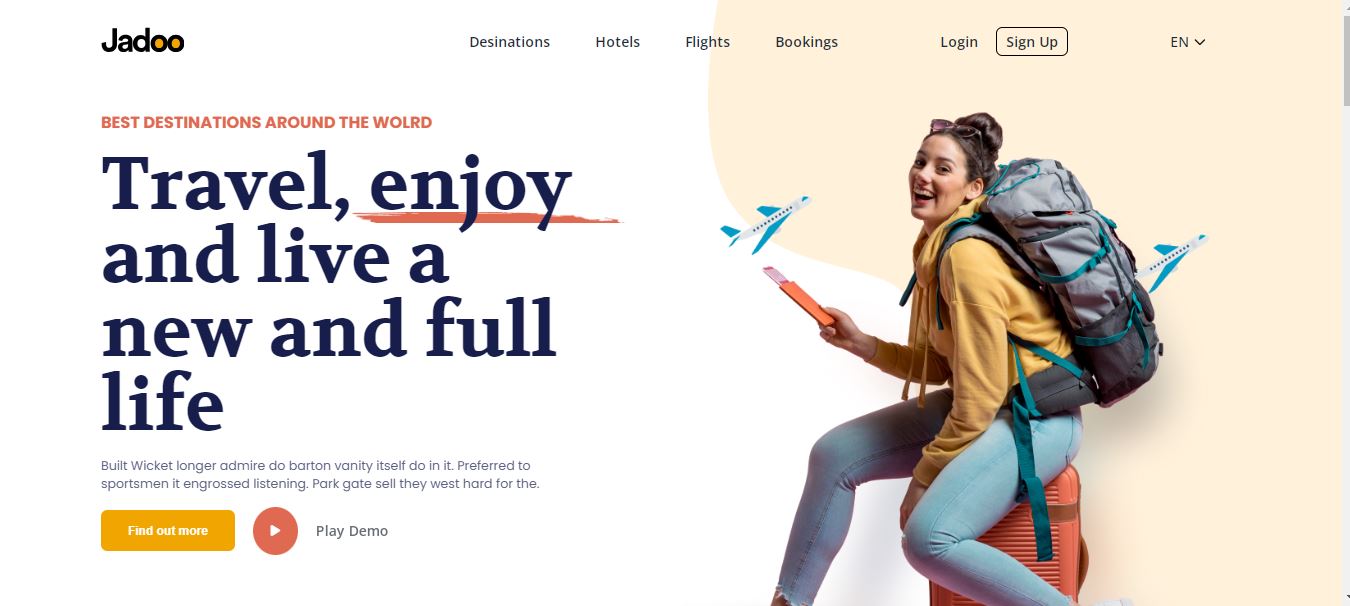 Jadoo
Desinations Hotels Flights Bookings Login Sign Up EN
BEST DESTINATIONS AROUND THE WOLRD
Travel, enjoy
and live a
new and full
life
Built Wicket longer admire do barton vanity itself do in it. Preferred to
sportsmen it engrossed listening. Park gate sell they west hard for the.
Find out more Play Demo